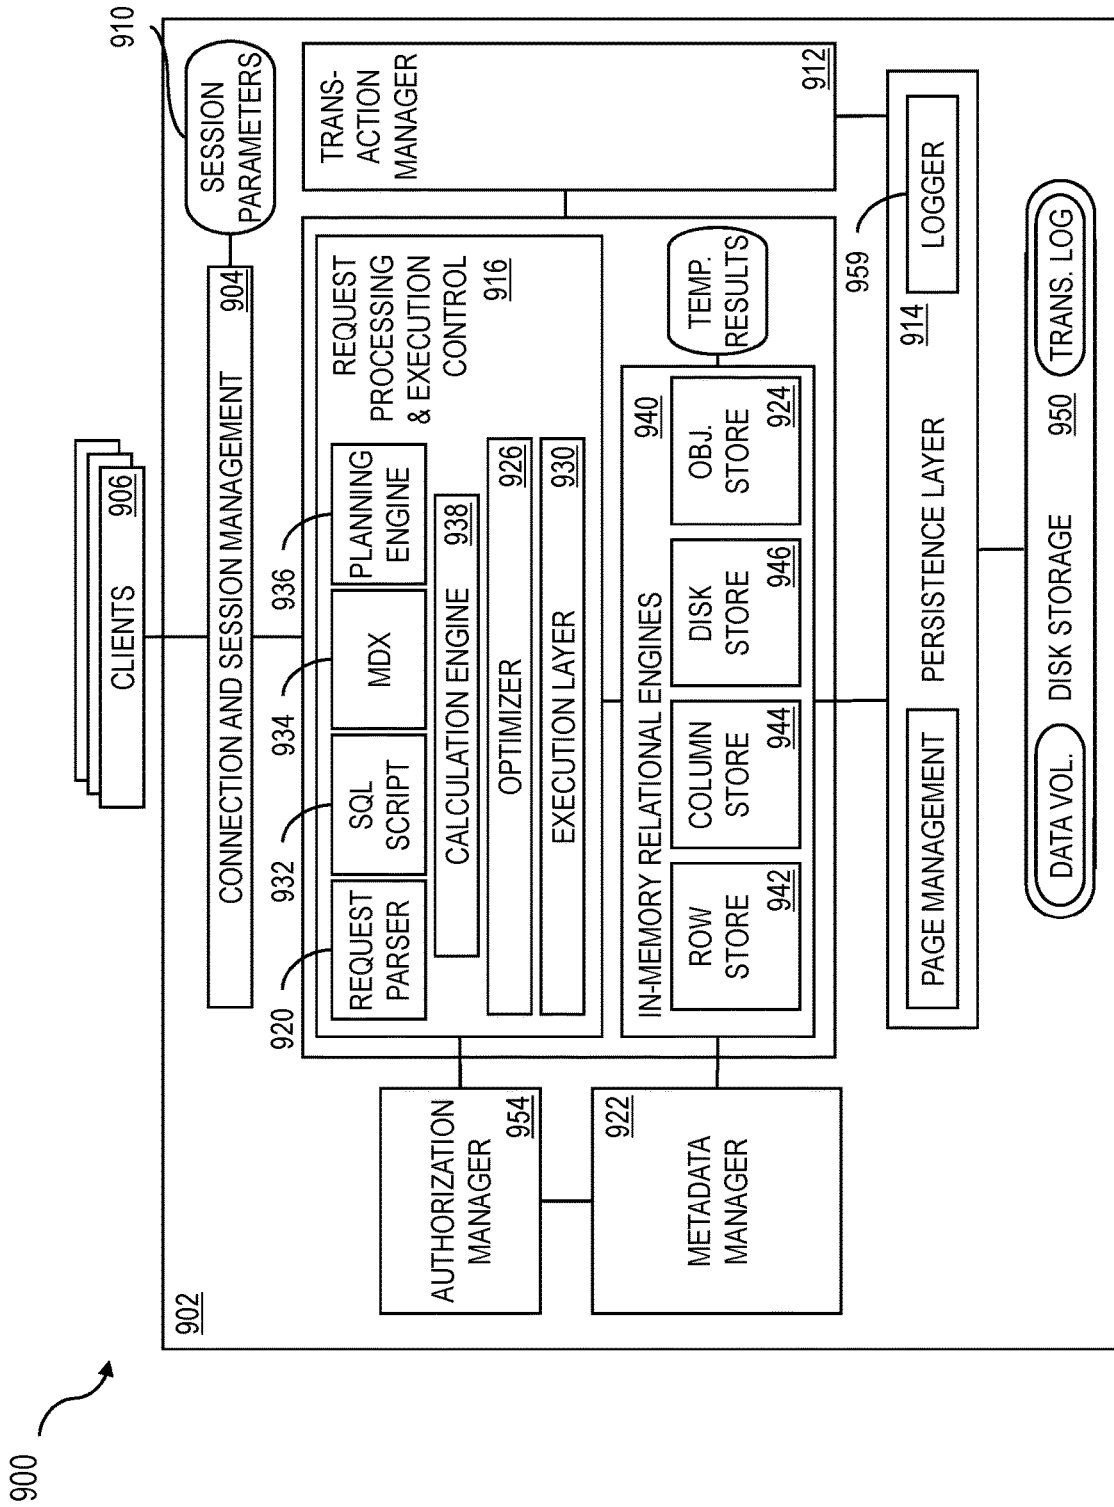 900
902
CLIENTS
906
910
CONNECTION AND SESSION MANAGEMENT
904
SESSION
PARAMETERS
920
932
934
936
REQUEST
PARSER
SQL
SCRIPT
MDX
PLANNING
ENGINE
REQUEST
PROCESSING
& EXECUTION
CONTROL
916
CALCULATION ENGINE
938
OPTIMIZER
926
EXECUTION LAYER
930
TRANS-
ACTION
MANAGER
912
AUTHORIZATION
MANAGER
954
METADATA
MANAGER
922
IN-MEMORY RELATIONAL ENGINES
940
ROW
STORE
942
COLUMN
STORE
944
DISK
STORE
946
OBJ.
STORE
924
TEMP.
RESULTS
959
PAGE MANAGEMENT
PERSISTENCE LAYER
914
LOGGER
DATA VOL.
DISK STORAGE
950
TRANS. LOG